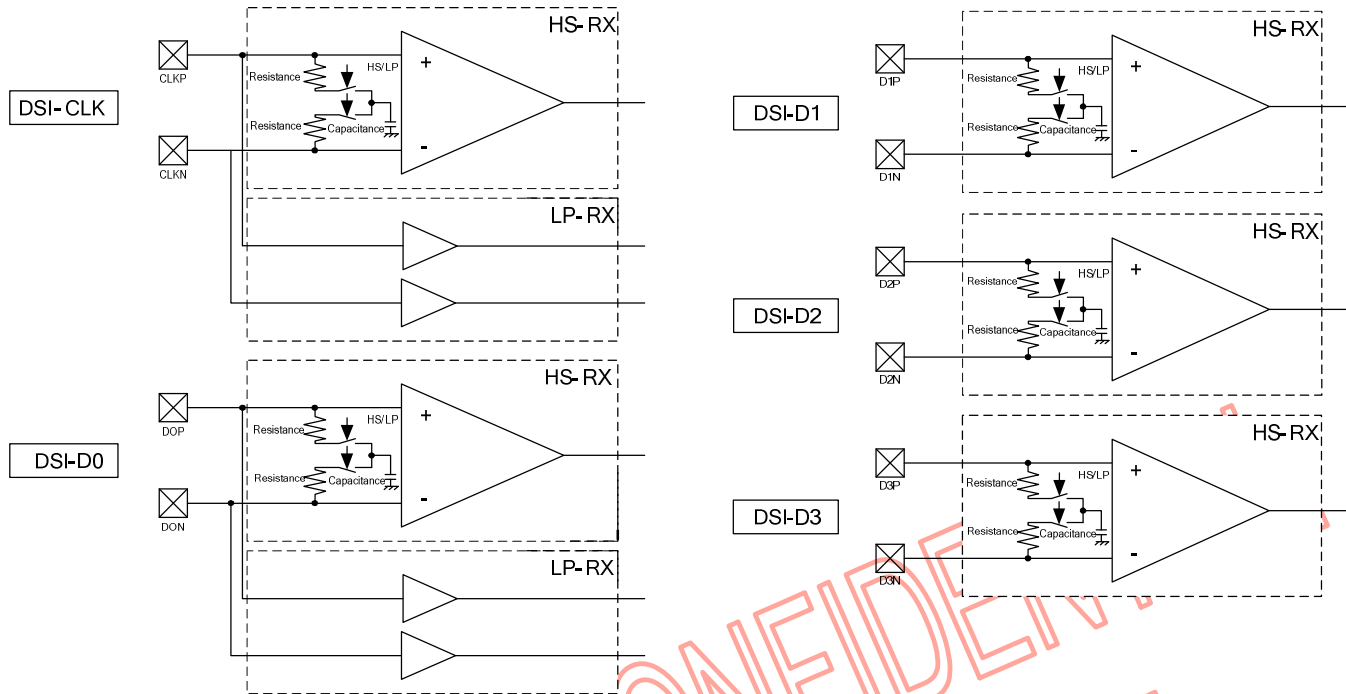 HS-RX
CLKP
Resistance
HS/LP
+
DSI-CLK
Resistance
Capacitance
-
CLKN
LP-RX
HS-RX
DOP
Resistance
HS/LP
+
DSI-D0
Resistance
Capacitance
-
DON
LP-RX
HS-RX
D1P
Resistance
HS/LP
+
DSI-D1
Resistance
Capacitance
-
D1N
HS-RX
D2P
Resistance
HS/LP
+
DSI-D2
Resistance
Capacitance
-
D2N
HS-RX
D3P
Resistance
HS/LP
+
DSI-D3
Resistance
Capacitance
-
D3N